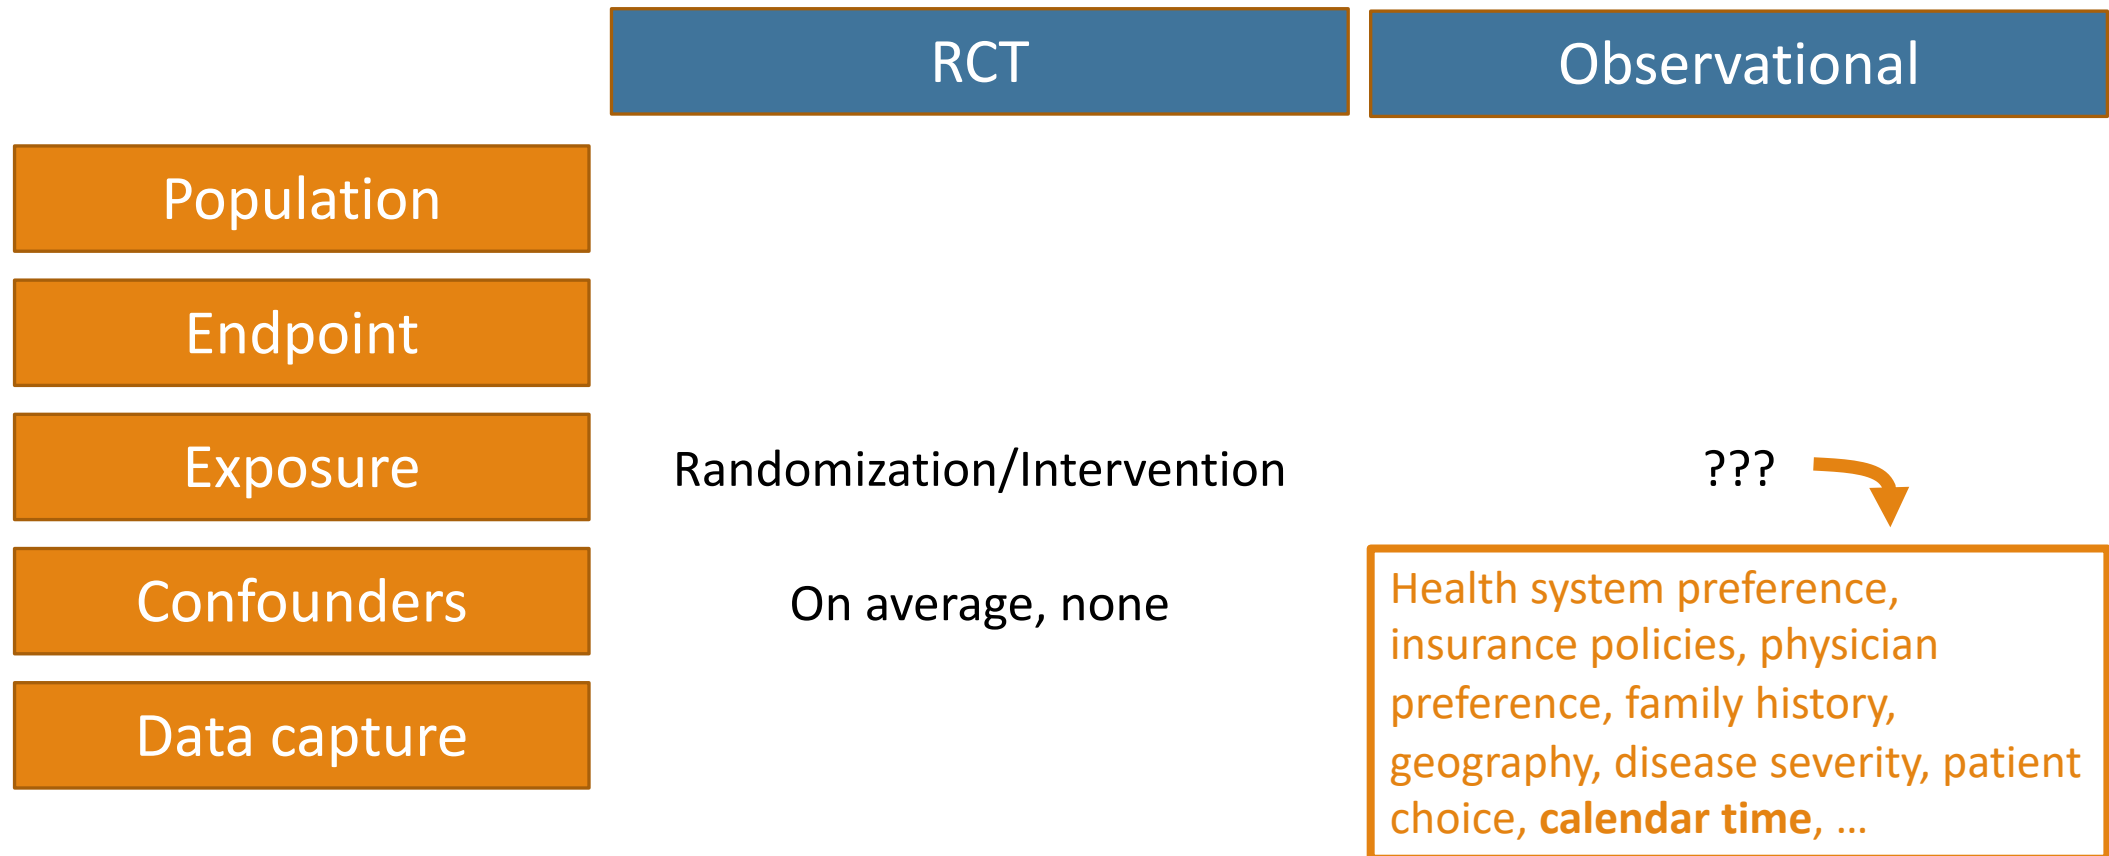 RCT
Observational
Population
Endpoint
Exposure
Randomization/Intervention
???
Confounders
On average, none
Health system preference,
insurance policies, physician
preference, family history,
geography, disease severity, patient
choice, calendar time, ...
Data capture